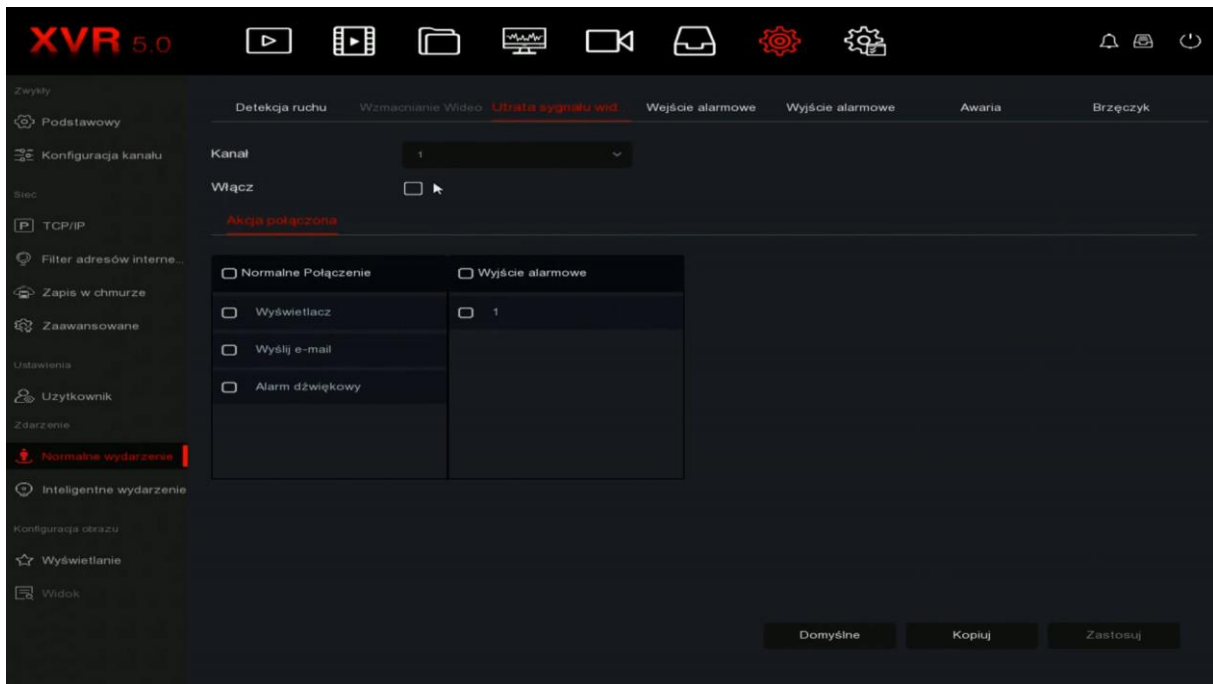 XVR 5.0
Zwykły
Podstawowy
Konfiguracja kanału
Sieć
TCP/IP
Filter adresów interne...
Zapis w chmurze
Zaawansowane
Ustawienia
Użytkownik
Zdarzenie
Normalne wydarzenie
Inteligentne wydarzenie
Konfiguracja obrazu
Wyświetlanie
Widok
Detekcja ruchu Wzmacnianie Wideo Utrata sygnału wid. Wejście alarmowe Wyjście alarmowe Awaria Brzęczyk
Kanał 1
Włącz
Akcja połączona
Normalne Połączenie Wyjście alarmowe
Wyświetlacz 1
Wyślij e-mail
Alarm dźwiękowy
Domyślne Kopiuj Zastosuj